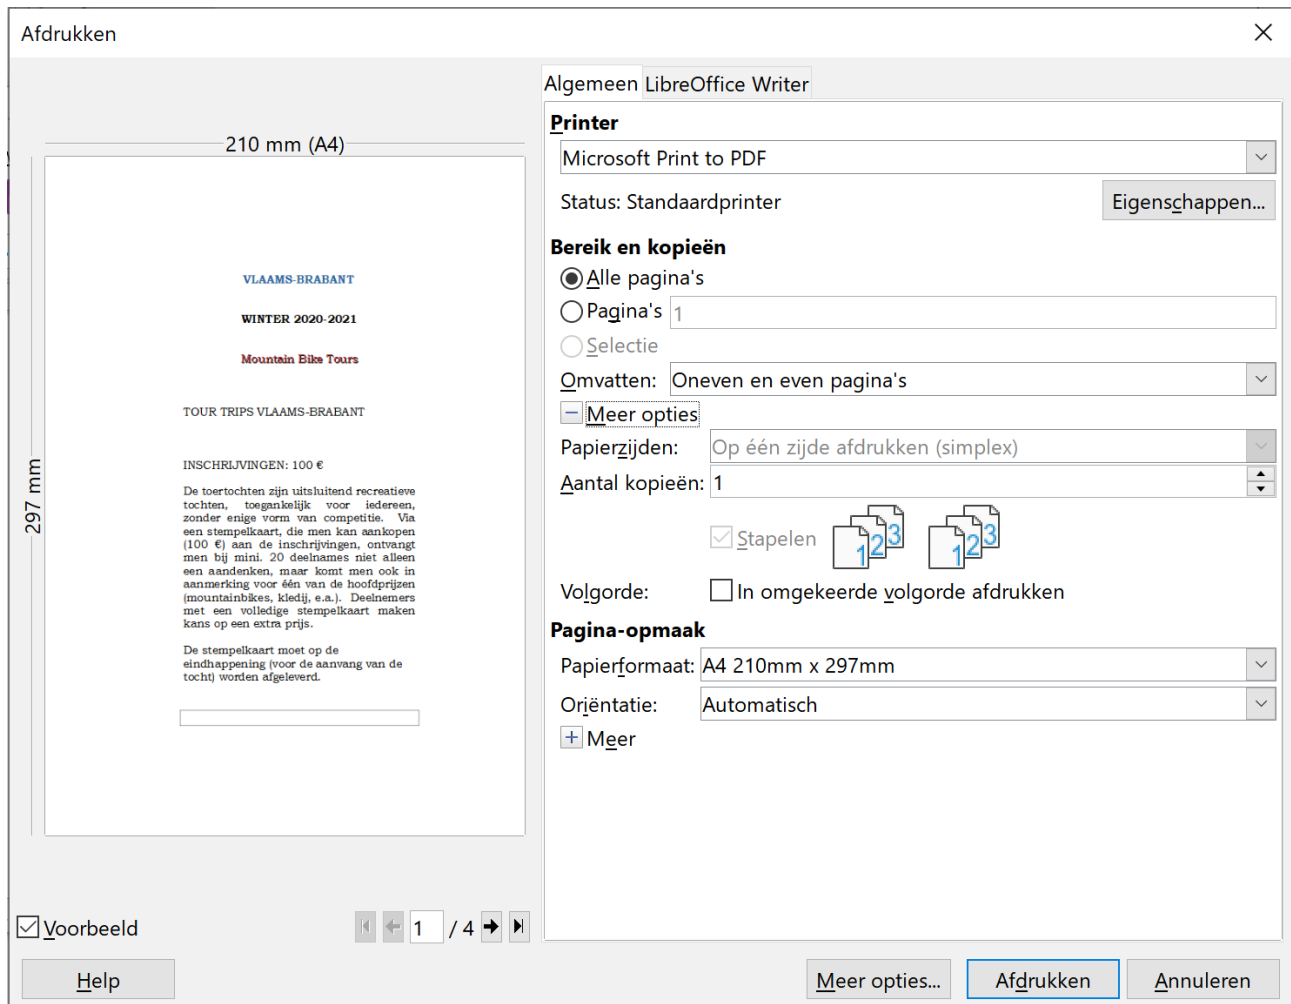 Afdrukken
210 mm (A4)
297 mm
VLAAMS-BRABANT
WINTER 2020-2021
Mountain Bike Tours
TOUR TRIPS VLAAMS-BRABANT
INSCHRIJVINGEN: 100 €
De toertochten zijn uitsluitend recreatieve
tochten, toegankelijk voor iedereen,
zonder enige vorm van competitie. Via
een stempelkaart, die men kan aankopen
(100 €) aan de inschrijvingen, ontvangt
men bij mini. 20 deelnames niet alleen
een aandenken, maar komt men ook in
aanmerking voor één van de hoofdprijzen
(mountainbikes, kledij, e.a.). Deelnemers
met een volledige stempelkaart maken
kans op een extra prijs.
De stempelkaart moet op de
eindhappening (voor de aanvang van de
tocht) worden afgeleverd.
Voorbeeld
1 / 4
Algemeen LibreOffice Writer
Printer
Microsoft Print to PDF
Status: Standaardprinter Eigenschappen...
Bereik en kopieën
Alle pagina's
Pagina's 1
Selectie
Omvatten: Oneven en even pagina's
Meer opties
Papierzijden: Op één zijde afdrukken (simplex)
Aantal kopieën: 1
Stapelen 1 2 3 1 2 3
Volgorde: In omgekeerde volgorde afdrukken
Pagina-opmaak
Papierformaat: A4 210mm x 297mm
Oriëntatie: Automatisch
Meer
Help Meer opties... Afdrukken Annuleren